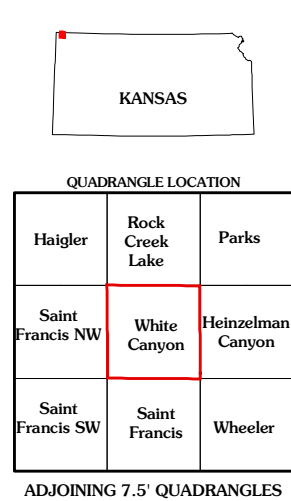 KANSAS
QUADRANGLE LOCATION
Haigler
Rock
Creek
Lake
Parks
Saint
Francis NW
White
Canyon
Heinzelman
Canyon
Saint
Francis SW
Saint
Francis
Wheeler
ADJOINING 7.5' QUADRANGLES